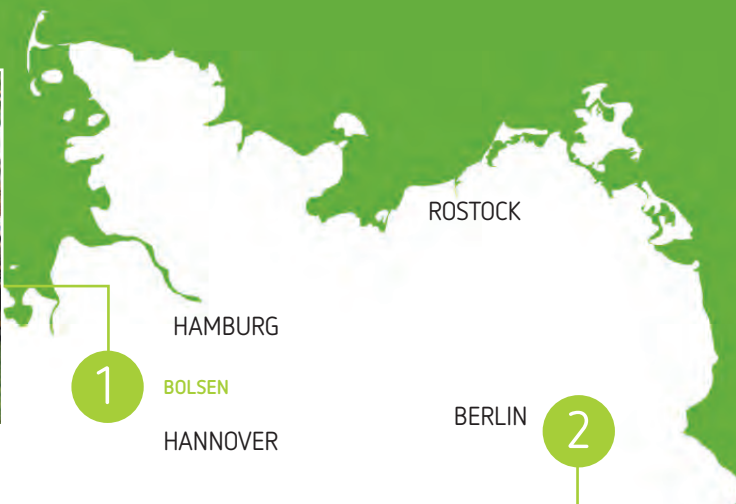 ROSTOCK
HAMBURG
1
BOLSEN
BERLIN
2
HANNOVER